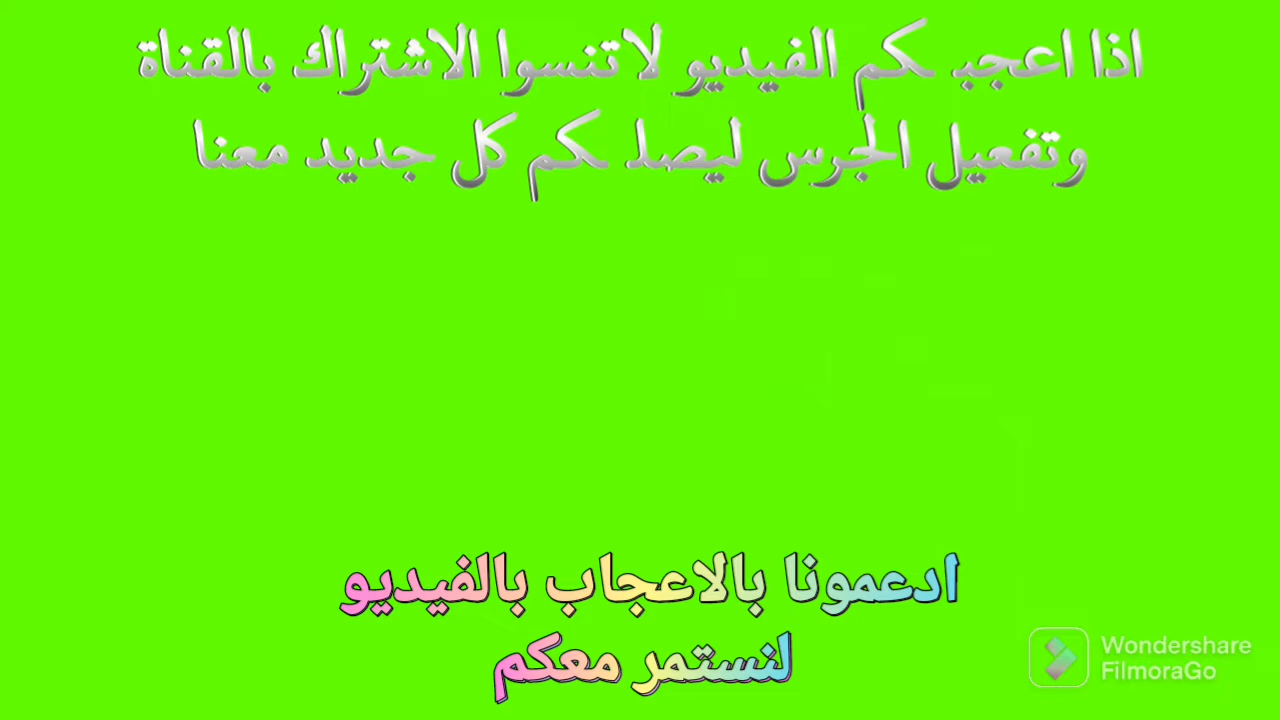 اذا اعجبكم الفيديو لاتنسوا الاشتراك بالقناة
وتفعيل الجرس ليصلكم كل جديد معنا
ادعمونا بالاعجاب بالفيديو
لنستمر معكم
Wondershare
FilmoraGo